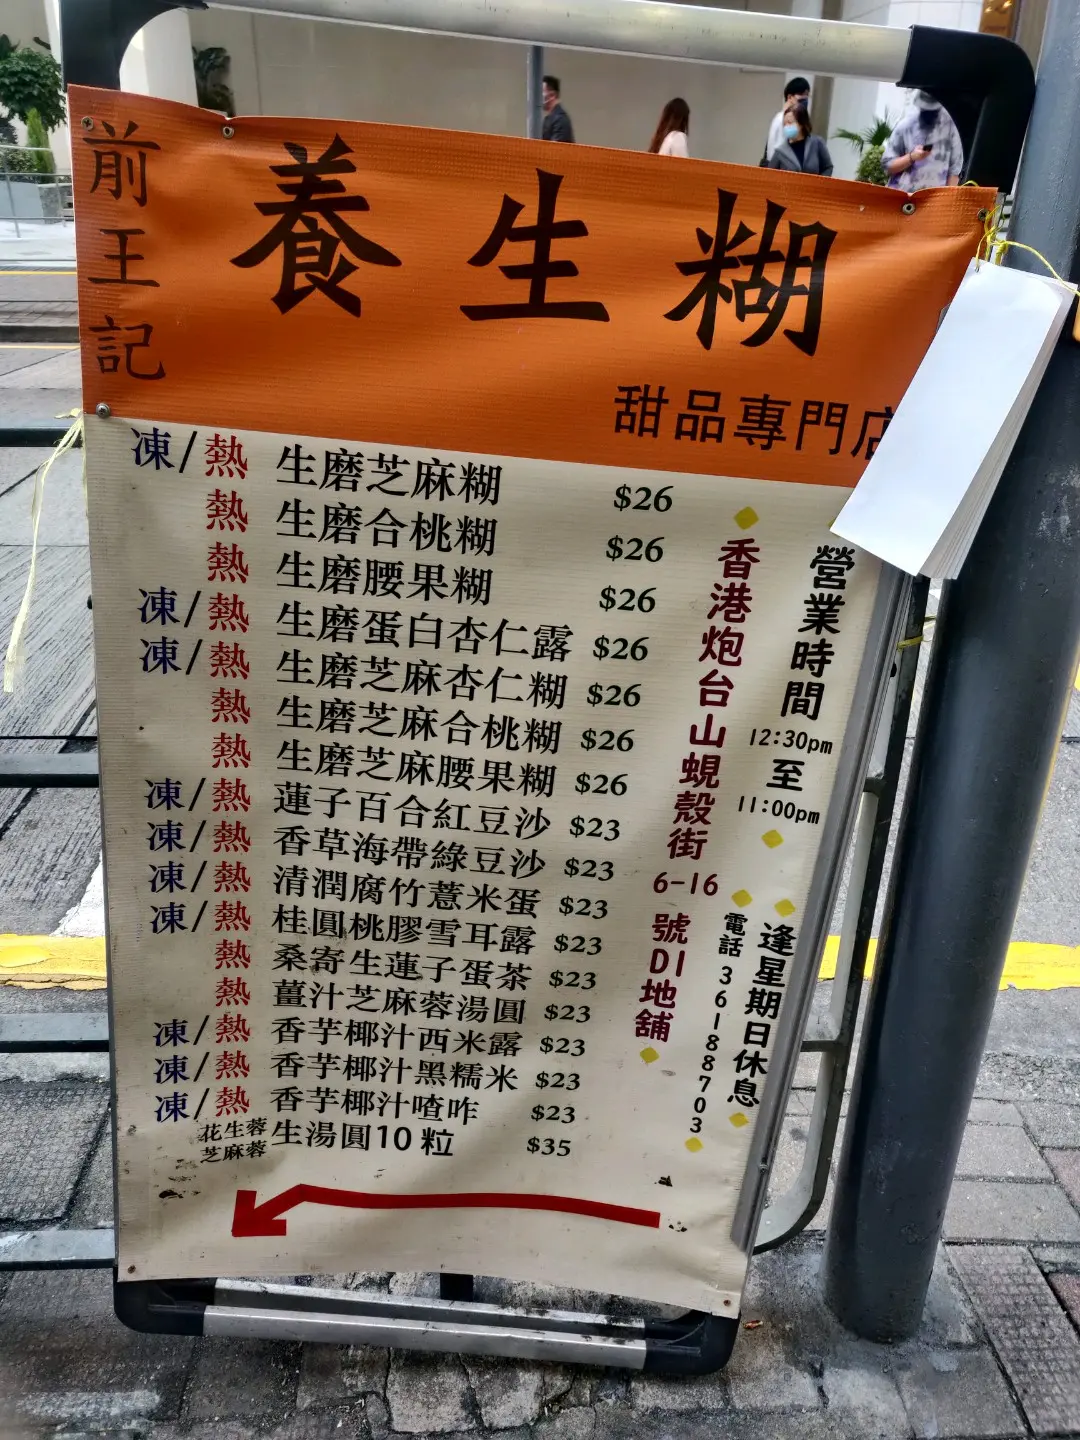 前王記
養生糊
甜品專門店
凍/熱 生磨芝麻糊 $26
熱 生磨合桃糊 $26
熱 生磨腰果糊 $26
凍/熱 生磨蛋白杏仁露 $26
凍/熱 生磨芝麻杏仁糊 $26
熱 生磨芝麻合桃糊 $26
熱 生磨芝麻腰果糊 $26
凍/熱 蓮子百合紅豆沙 $23
凍/熱 香草海帶綠豆沙 $23
凍/熱 清潤腐竹薏米蛋 $23
凍/熱 桂圓桃膠雪耳露 $23
熱 桑寄生蓮子蛋茶 $23
熱 薑汁芝麻蓉湯圓 $23
凍/熱 香芋椰汁西米露 $23
凍/熱 香芋椰汁黑糯米 $23
凍/熱 香芋椰汁喳咋 $23
花生蓉
芝麻蓉
生湯圓10粒 $35
營業時間
12:30pm
至
11:00pm
香港炮台山蜆殼街
6-16
號D1地舖
逢星期日休息
電話 36188703